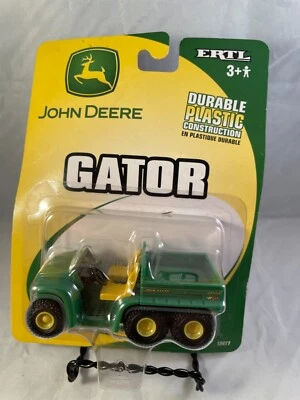 ERTL
3+
JOHN DEERE
DURABLE
PLASTIC
CONSTRUCTION
EN PLASTIQUE DURABLE
GATOR